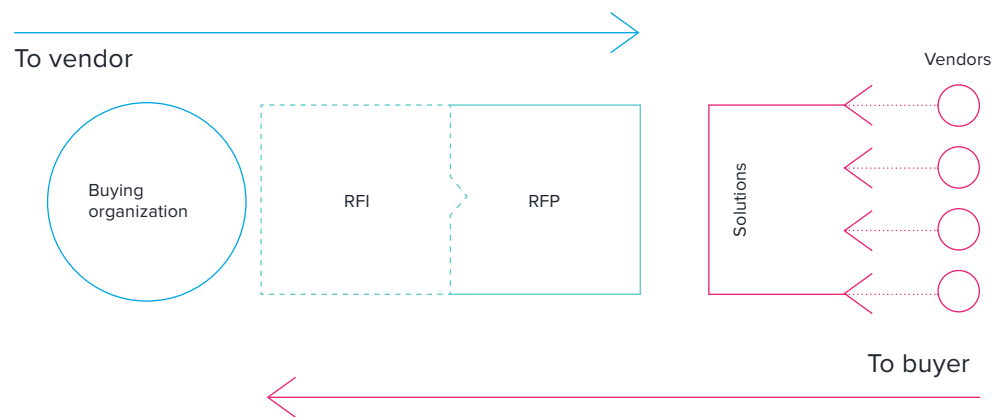 To vendor
Vendors
Buying
organization
RFI
RFP
Solutions
To buyer